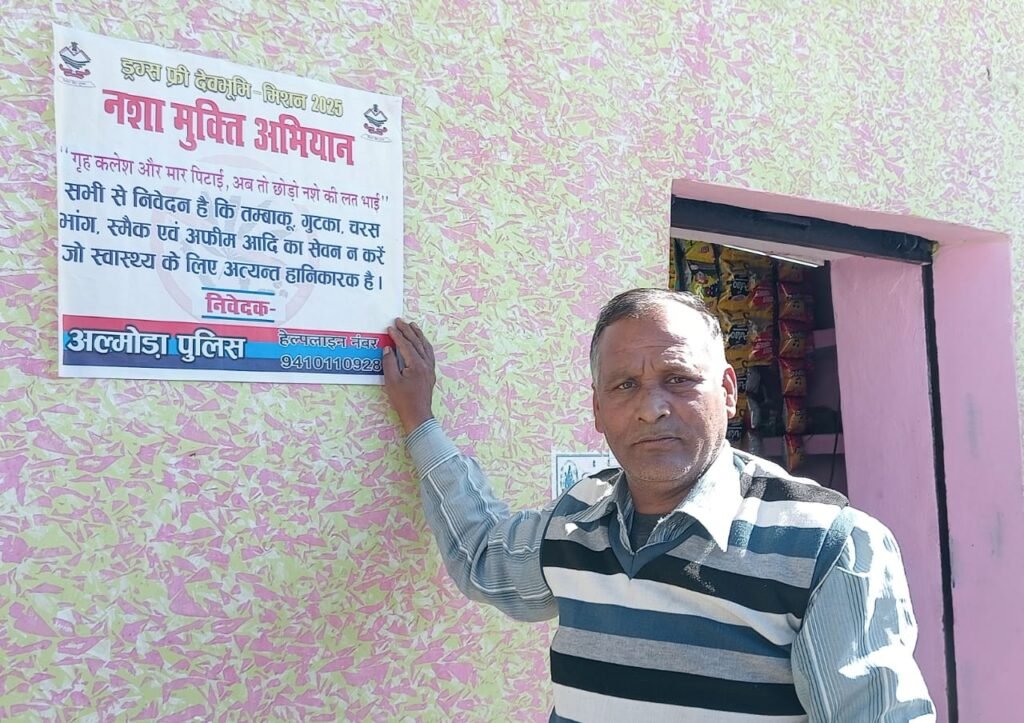 ड्रग्स फ्री देवभूमि-मिशन 2025
नशा मुक्ति अभियान
"गृह कलेश और मार पिटाई, अब तो छोड़ो नशे की लत भाई"
सभी से निवेदन है कि तम्बाकू, गुटका, चरस
भांग, स्मैक एवं अफीम आदि का सेवन न करें
जो स्वास्थ्य के लिए अत्यन्त हानिकारक है।
निवेदक-
अल्मोड़ा पुलिस
हेल्पलाइन नंबर
9410110928